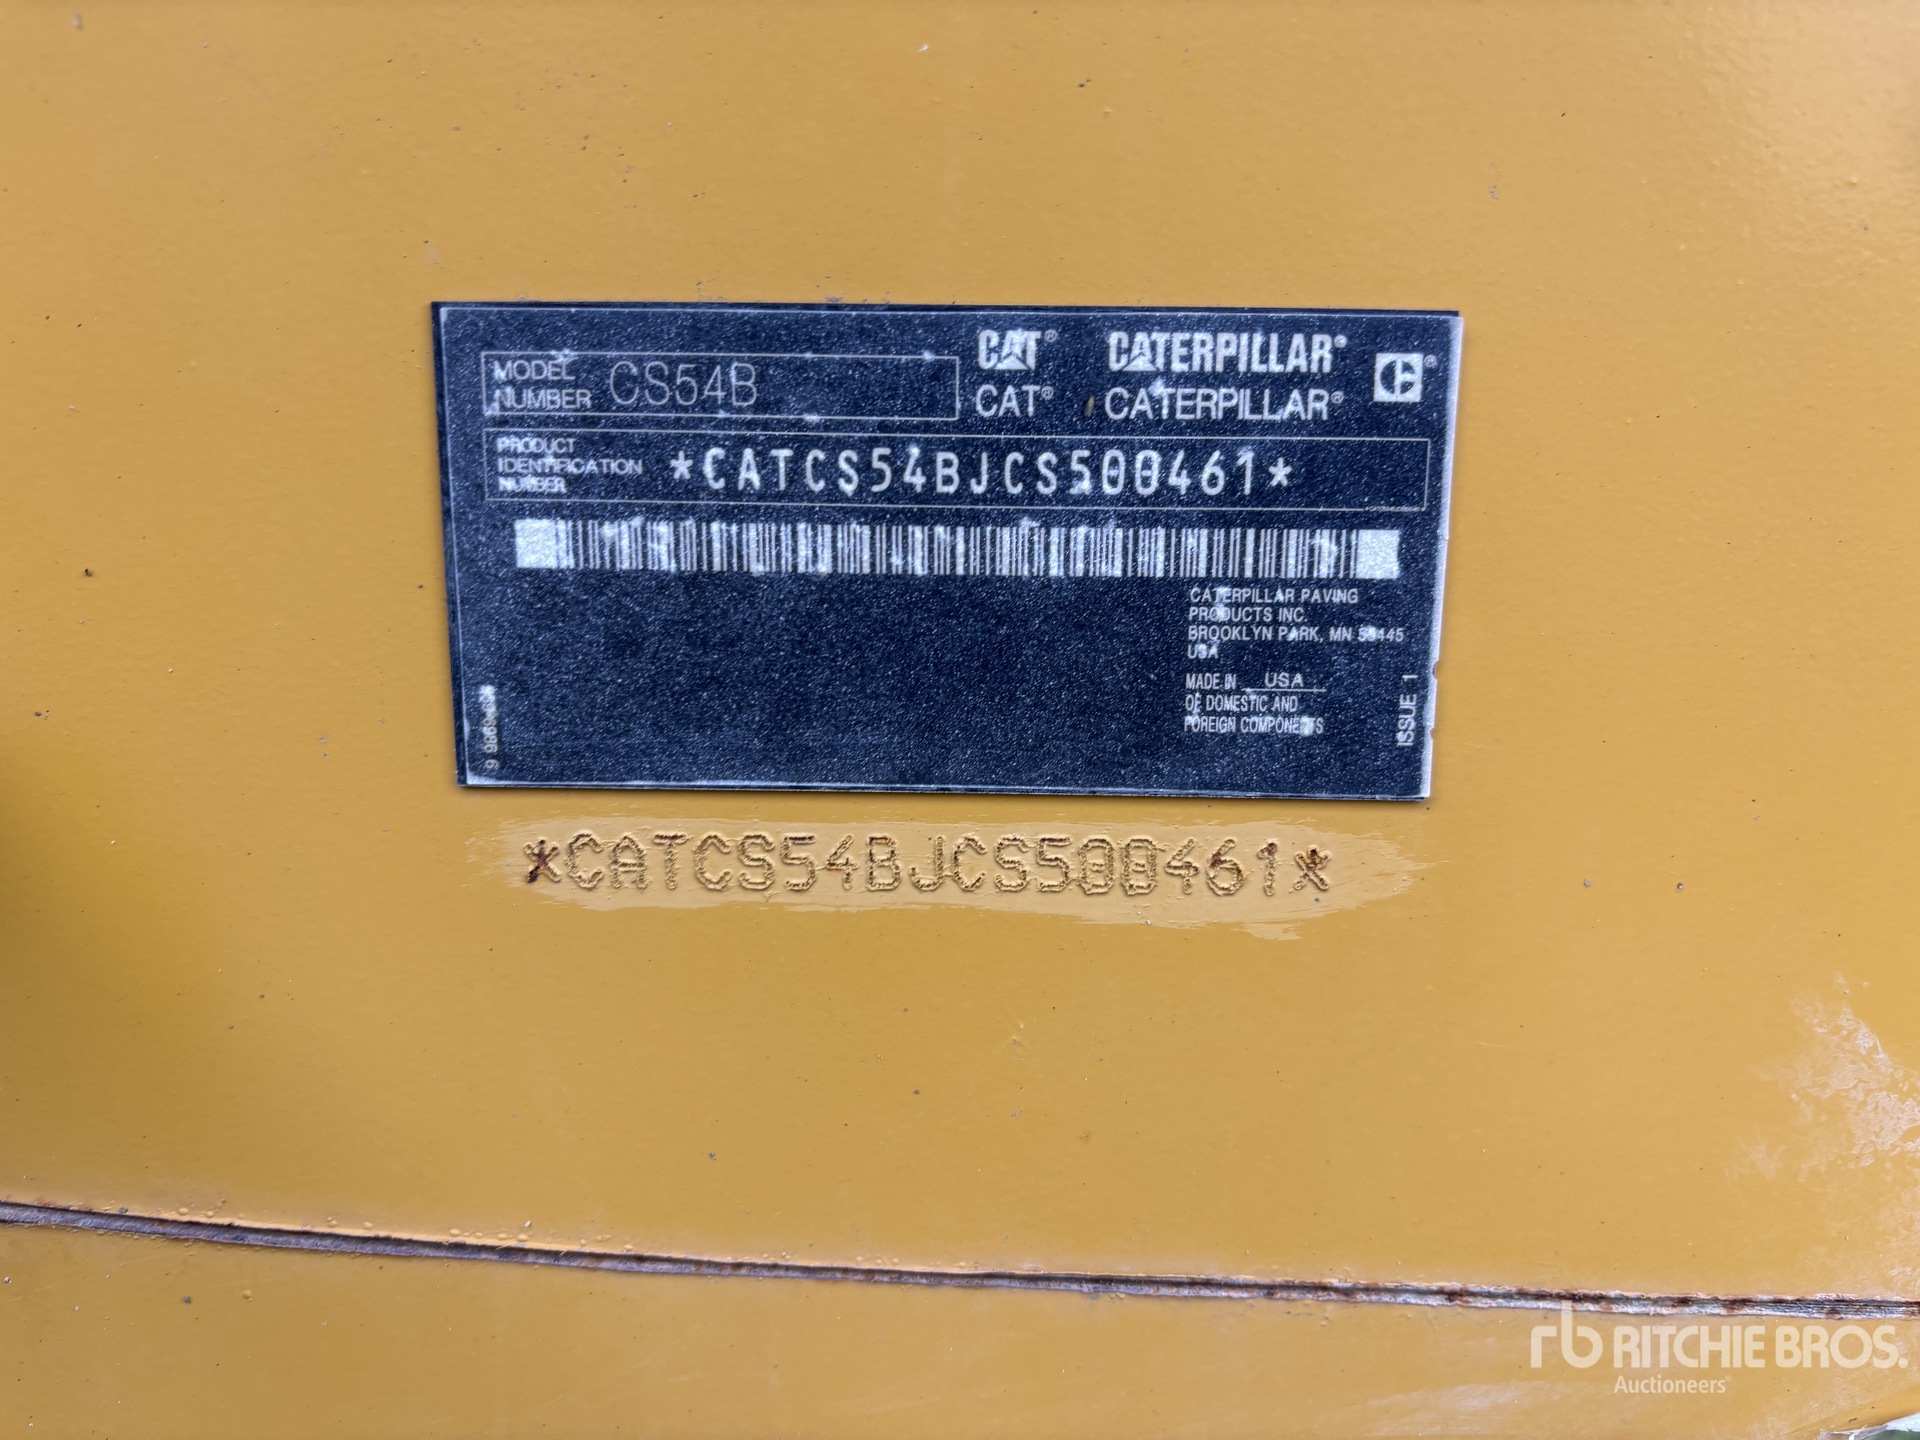 MODEL NUMBER CS54B
CAT® CATERPILLAR®
CAT® CATERPILLAR®
PRODUCT IDENTIFICATION NUMBER *CATCS54BJCS500461*
CATERPILLAR PAVING
PRODUCTS INC.
BROOKLYN PARK, MN 55445
USA
MADE IN USA
OF DOMESTIC AND
FOREIGN COMPONENTS
ISSUE 1
*CATCS54BJCS500461*
rb RITCHIE BROS.
Auctioneers